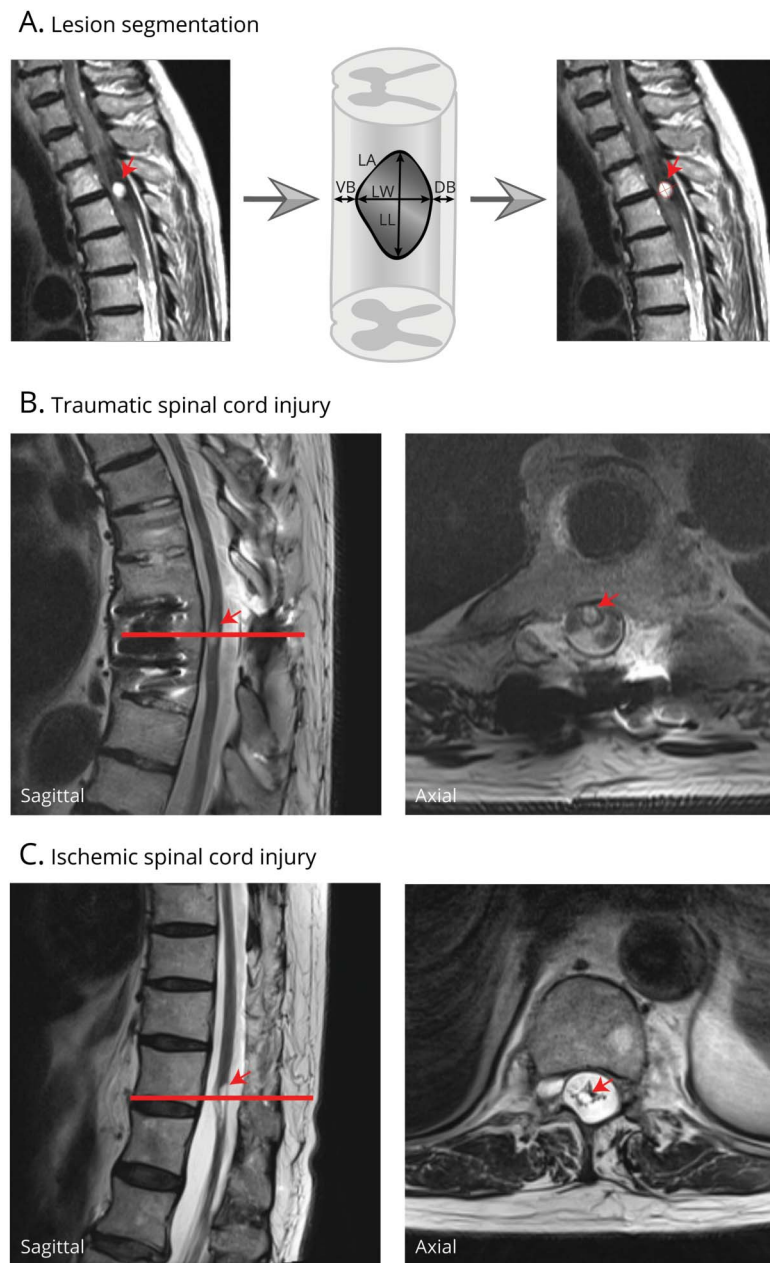 A. Lesion segmentation
LA
VB
DB
LW
LL
B. Traumatic spinal cord injury
Sagittal
Axial
C. Ischemic spinal cord injury
Sagittal
Axial